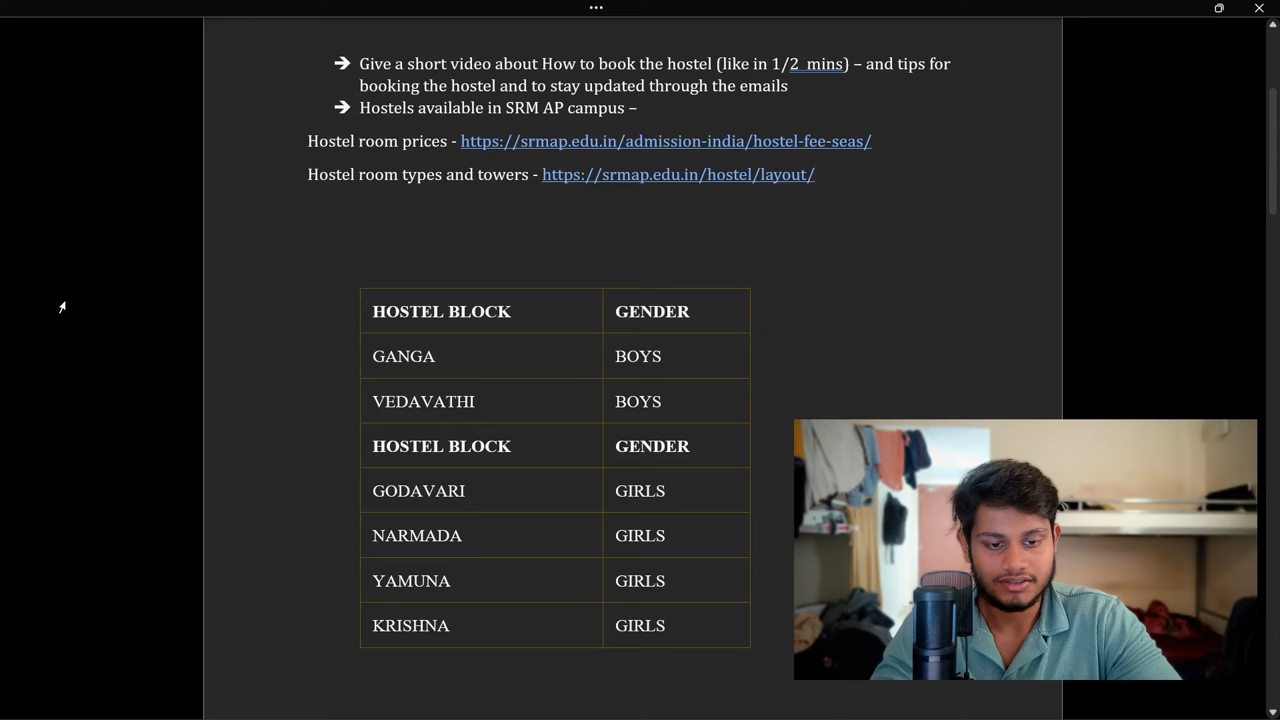 ➔ Give a short video about How to book the hostel (like in 1/2 mins) – and tips for
booking the hostel and to stay updated through the emails
➔ Hostels available in SRM AP campus –
Hostel room prices - https://srmap.edu.in/admission-india/hostel-fee-seas/
Hostel room types and towers - https://srmap.edu.in/hostel/layout/
HOSTEL BLOCK GENDER
GANGA BOYS
VEDAVATHI BOYS
HOSTEL BLOCK GENDER
GODAVARI GIRLS
NARMADA GIRLS
YAMUNA GIRLS
KRISHNA GIRLS